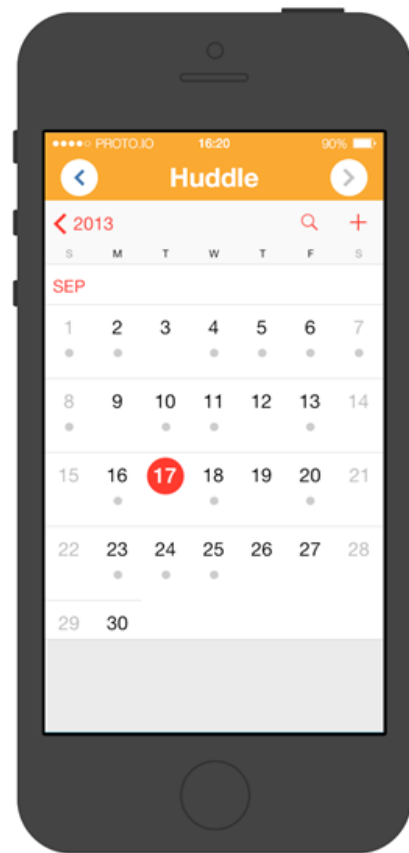 PROTO.IO 16:20 90%
Huddle
2013
S M T W T F S
SEP
1 2 3 4 5 6 7
8 9 10 11 12 13 14
15 16 17 18 19 20 21
22 23 24 25 26 27 28
29 30